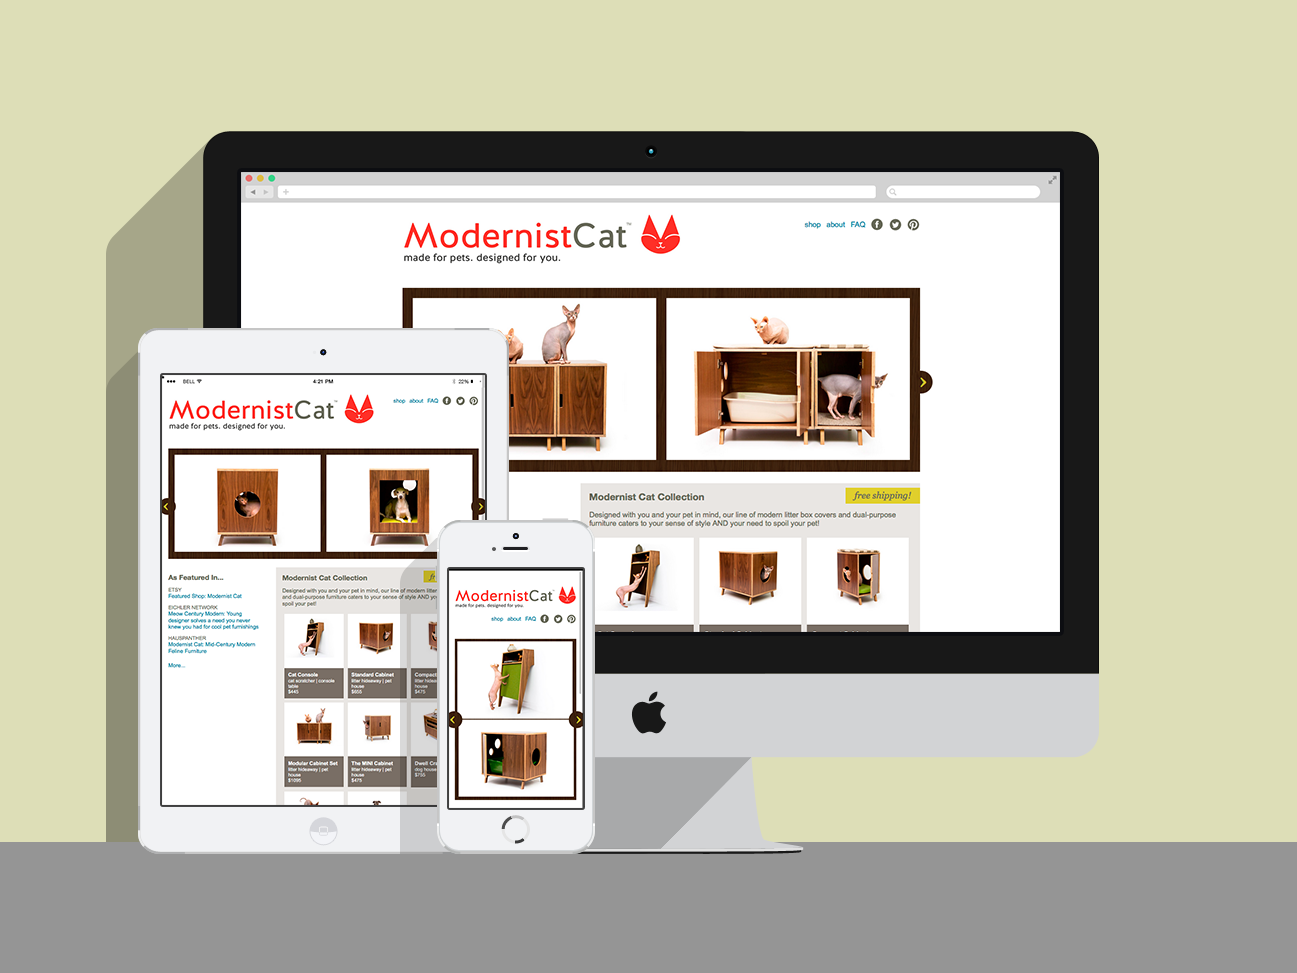 ModernistCat™
made for pets. designed for you.
shop about FAQ
Modernist Cat Collection
free shipping!
Designed with you and your pet in mind, our line of modern litter box covers and dual-purpose
furniture caters to your sense of style AND your need to spoil your pet!
BELL
4:21 PM
22%
ModernistCat™
made for pets. designed for you.
shop about FAQ
As Featured In...
ETSY
Featured Shop: Modernist Cat
EICHLER NETWORK
Meow Century Modern: Young
designer solves a need you never
knew you had for cool pet furnishings
HAUSPANTHER
Modernist Cat: Mid-Century Modern
Feline Furniture
More...
Modernist Cat Collection
fr
Designed with you and your pet in mind, our line of modern litter
and dual-purpose furniture caters to your sense of style AND yo
spoil your pet!
Cat Console
cat scratcher | console
table
$445
Standard Cabinet
litter hideaway | pet
house
$650
Compact
litter hideaway | pet
house
$475
Modular Cabinet Set
litter hideaway | pet
house
$1095
The MINI Cabinet
litter hideaway | pet
house
$475
Dwell Cra
dog house
$755
ModernistCat™
made for pets. designed for you.
shop about FAQ